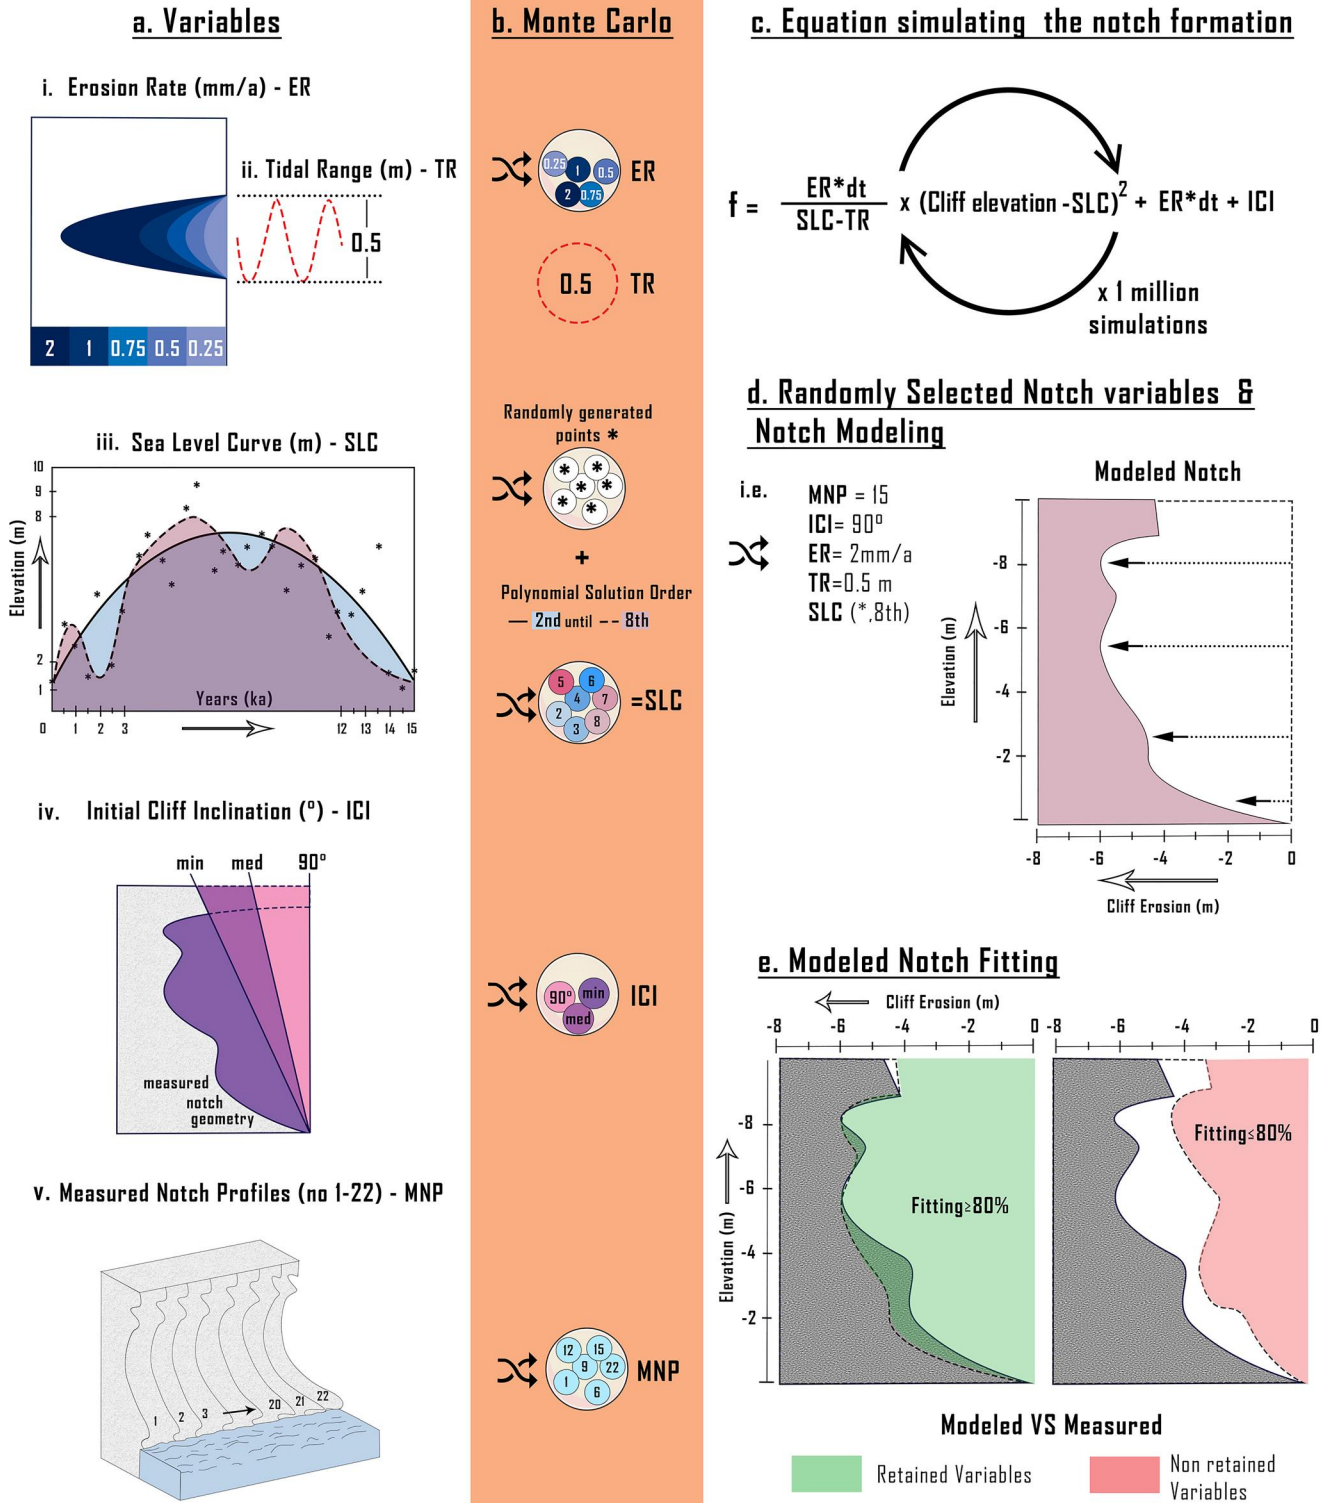 a. Variables
i. Erosion Rate (mm/a) - ER
ii. Tidal Range (m) - TR
0.5
2 1 0.75 0.5 0.25
iii. Sea Level Curve (m) - SLC
10
9
8
2
1
Elevation (m)
Years (ka)
0 1 2 3 12 13 14 15
iv. Initial Cliff Inclination (º) - ICI
min med 90º
measured
notch
geometry
v. Measured Notch Profiles (no 1-22) - MNP
1 2 3 20 21 22
b. Monte Carlo
0.25 1 0.5
2 0.75
ER
0.5 TR
Randomly generated
points *
* * * * * *
+
Polynomial Solution Order
— 2nd until -- 8th
5 6
4 7
2 8
3
=SLC
90º min
med
ICI
12 15
9 22
1 6
MNP
c. Equation simulating the notch formation
f = ER*dt / SLC-TR x (Cliff elevation-SLC)² + ER*dt + ICI
x 1 million
simulations
d. Randomly Selected Notch variables &
Notch Modeling
i.e.
MNP = 15
ICI= 90º
ER= 2mm/a
TR=0.5 m
SLC (*,8th)
Modeled Notch
-8
-6
-4
-2
Elevation (m)
-8 -6 -4 -2 0
Cliff Erosion (m)
e. Modeled Notch Fitting
Cliff Erosion (m)
-8 -6 -4 -2 0 -8 -6 -4 -2 0
-8
-6
-4
-2
Elevation (m)
Fitting≥80%
Fitting≤80%
Modeled VS Measured
Retained Variables
Non retained
Variables